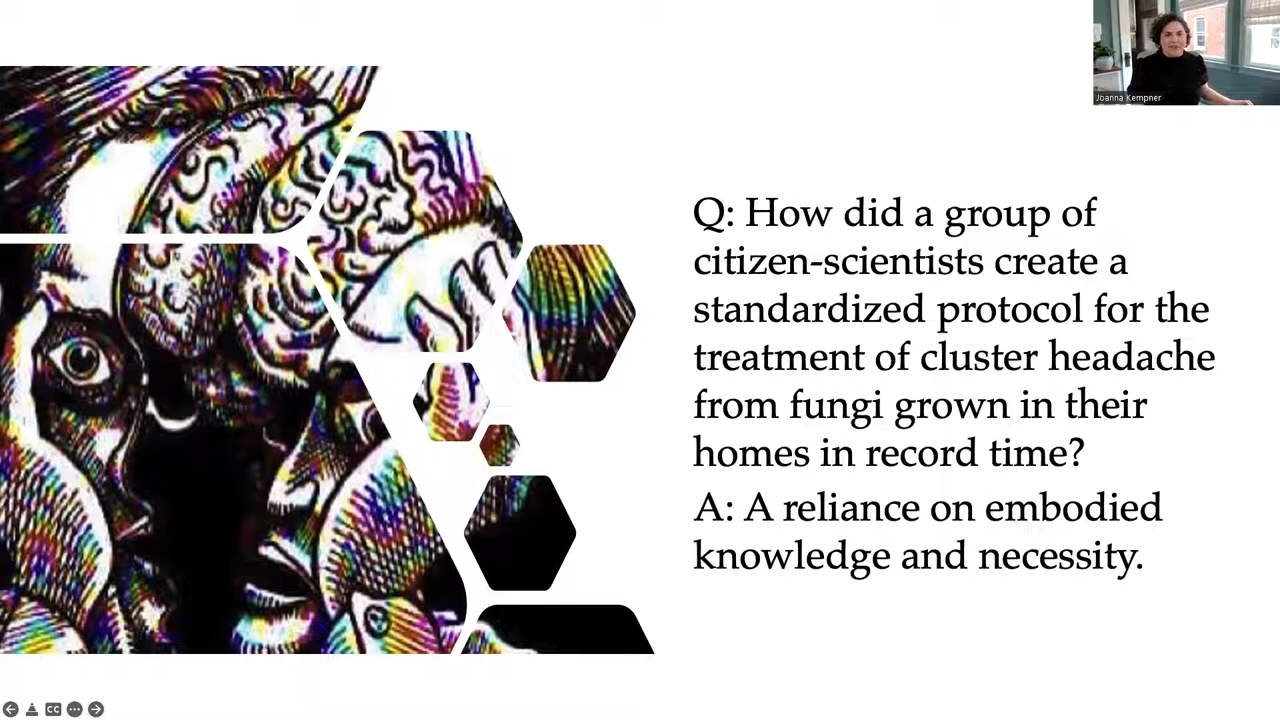 Joanna Kempner
Q: How did a group of
citizen-scientists create a
standardized protocol for the
treatment of cluster headache
from fungi grown in their
homes in record time?
A: A reliance on embodied
knowledge and necessity.
CC